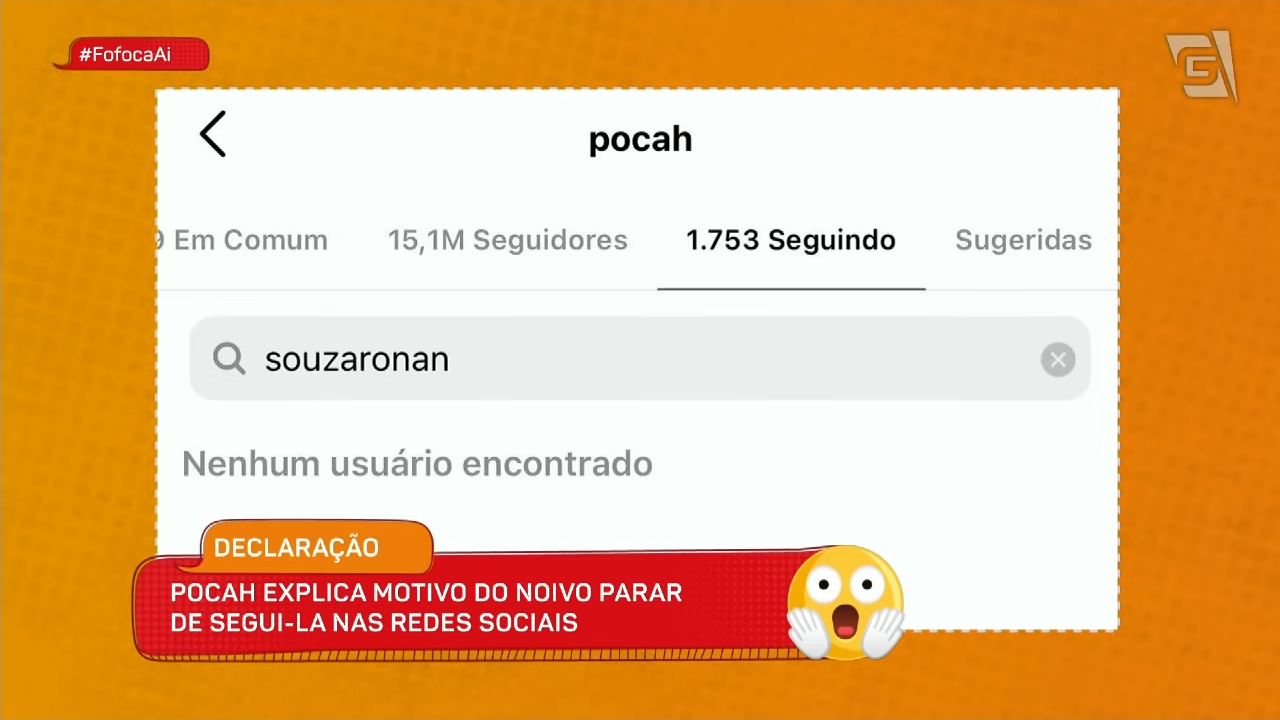 #FofocaAi
pocah
9 Em Comum 15,1M Seguidores 1.753 Seguindo Sugeridas
souzaronan
Nenhum usuário encontrado
DECLARAÇÃO
POCAH EXPLICA MOTIVO DO NOIVO PARAR
DE SEGUI-LA NAS REDES SOCIAIS